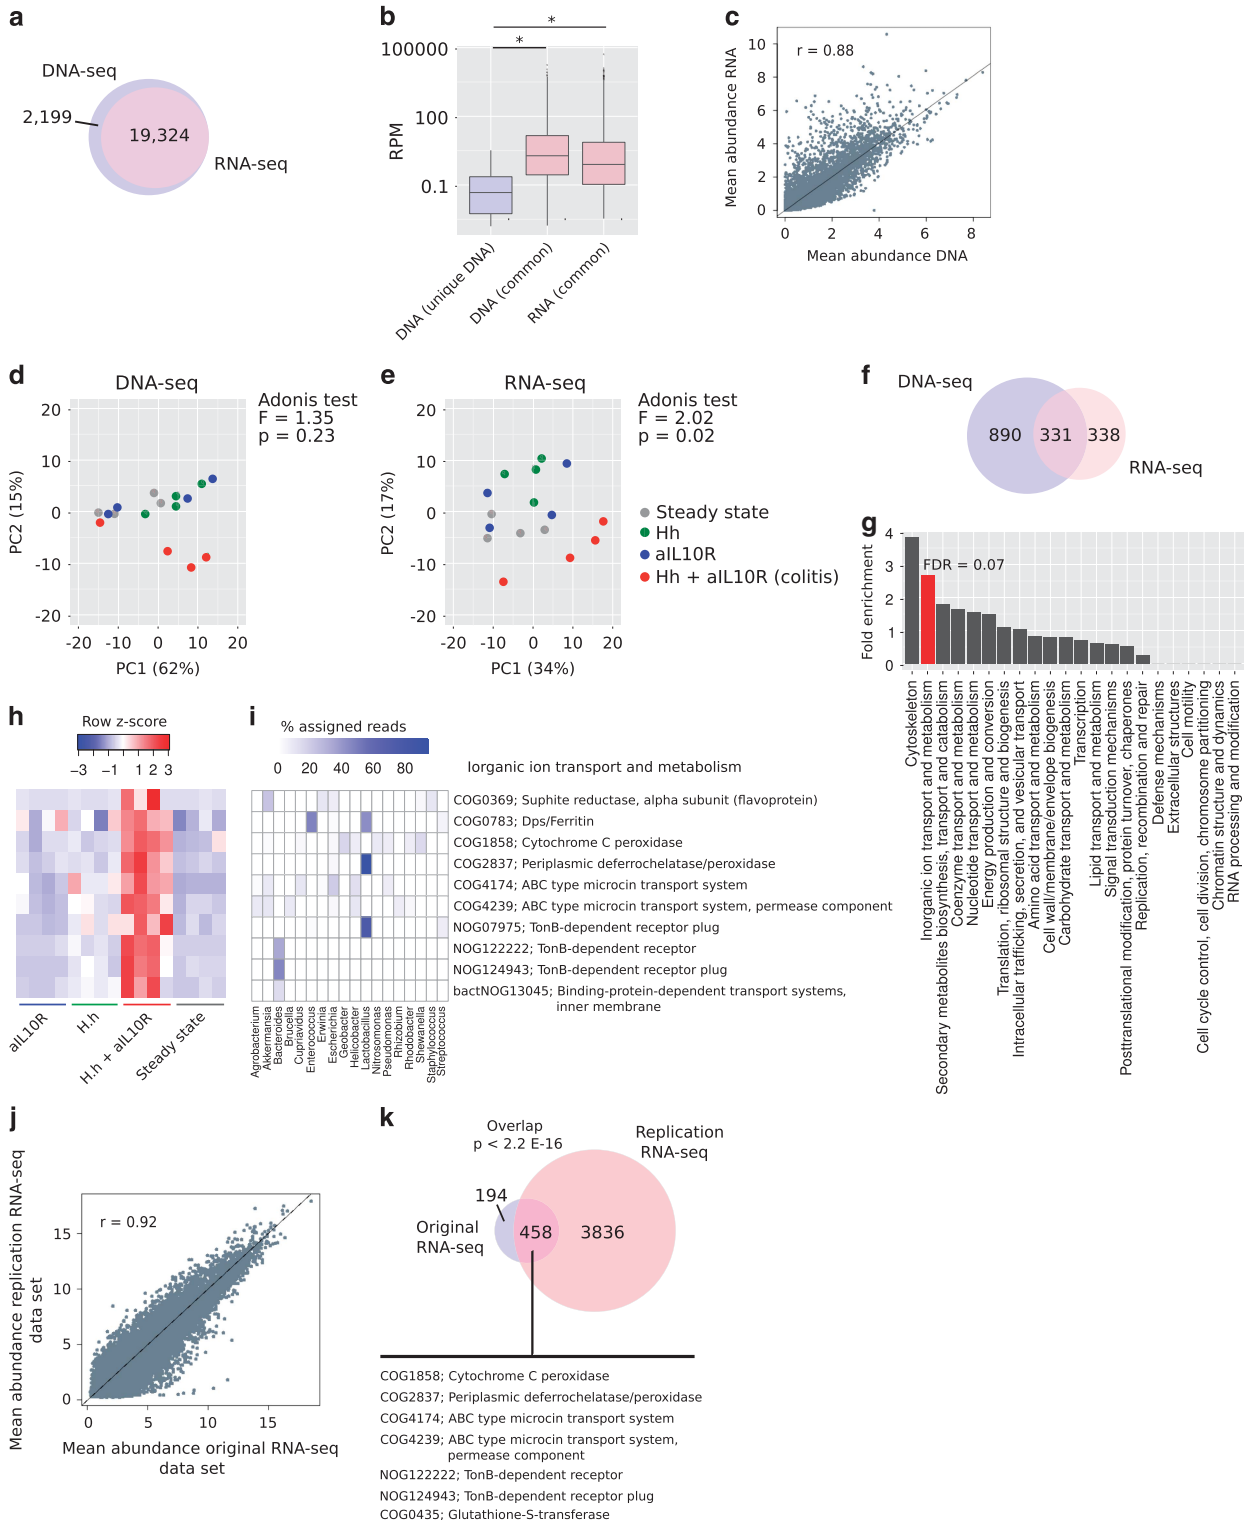 a
DNA-seq
2,199
19,324
RNA-seq
b
*
*
100000
100
0.1
RPM
DNA (unique DNA)
DNA (common)
RNA (common)
c
r = 0.88
10
8
6
4
2
0
0 2 4 6 8
Mean abundance RNA
Mean abundance DNA
d
DNA-seq
Adonis test
F = 1.35
p = 0.23
20
10
0
-10
-20
-20 -10 0 10 20
PC2 (15%)
PC1 (62%)
e
RNA-seq
Adonis test
F = 2.02
p = 0.02
20
10
0
-10
-20
-20 -10 0 10 20
PC2 (17%)
PC1 (34%)
Steady state
Hh
aIL10R
Hh + aIL10R (colitis)
f
DNA-seq
890
331
338
RNA-seq
g
4
3
2
1
0
Fold enrichment
FDR = 0.07
Cytoskeleton
Inorganic ion transport and metabolism
Secondary metabolites biosynthesis, transport and catabolism
Coenzyme transport and metabolism
Nucleotide transport and metabolism
Energy production and conversion
Translation, ribosomal structure and biogenesis
Intracellular trafficking, secretion, and vesicular transport
Amino acid transport and metabolism
Cell wall/membrane/envelope biogenesis
Carbohydrate transport and metabolism
Transcription
Lipid transport and metabolism
Signal transduction mechanisms
Posttranslational modification, protein turnover, chaperones
Replication, recombination and repair
Defense mechanisms
Extracellular structures
Cell motility
Cell cycle control, cell division, chromosome partitioning
Chromatin structure and dynamics
RNA processing and modification
h
Row z-score
−3 −1 1 2 3
aIL10R
H.h
H.h + aIL10R
Steady state
i
% assigned reads
0 20 40 60 80
Iorganic ion transport and metabolism
COG0369; Suphite reductase, alpha subunit (flavoprotein)
COG0783; Dps/Ferritin
COG1858; Cytochrome C peroxidase
COG2837; Periplasmic deferrochelatase/peroxidase
COG4174; ABC type microcin transport system
COG4239; ABC type microcin transport system, permease component
NOG07975; TonB-dependent receptor plug
NOG122222; TonB-dependent receptor
NOG124943; TonB-dependent receptor plug
bactNOG13045; Binding-protein-dependent transport systems,
inner membrane
Agrobacterium
Akkermansia
Bacteroides
Brucella
Cupriavidus
Enterococcus
Erwinia
Escherichia
Geobacter
Helicobacter
Lactobacillus
Nitrosomonas
Pseudomonas
Rhizobium
Rhodobacter
Shewanella
Staphylococcus
Streptococcus
j
r = 0.92
15
10
5
0
0 5 10 15
Mean abundance replication RNA-seq
data set
Mean abundance original RNA-seq
data set
k
Overlap
p < 2.2 E-16
Replication
RNA-seq
194
Original
RNA-seq
458
3836
COG1858; Cytochrome C peroxidase
COG2837; Periplasmic deferrochelatase/peroxidase
COG4174; ABC type microcin transport system
COG4239; ABC type microcin transport system,
permease component
NOG122222; TonB-dependent receptor
NOG124943; TonB-dependent receptor plug
COG0435; Glutathione-S-transferase